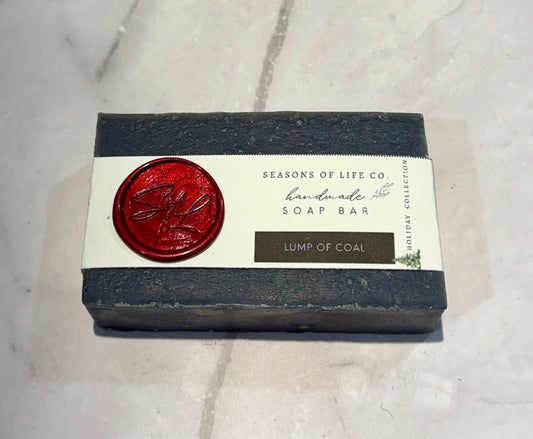 SEASONS OF LIFE CO.
handmade
SOAP BAR
LUMP OF COAL
HOLIDAY COLLECTION